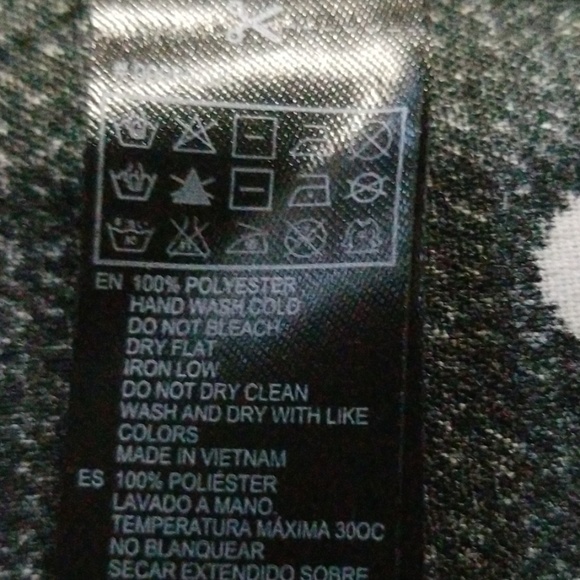 EN 100% POLYESTER
HAND WASH COLD
DO NOT BLEACH
DRY FLAT
IRON LOW
DO NOT DRY CLEAN
WASH AND DRY WITH LIKE
COLORS
MADE IN VIETNAM
ES 100% POLIÉSTER
LAVADO A MANO.
TEMPERATURA MÁXIMA 30OC
NO BLANQUEAR
SECAR EXTENDIDO SOBRE